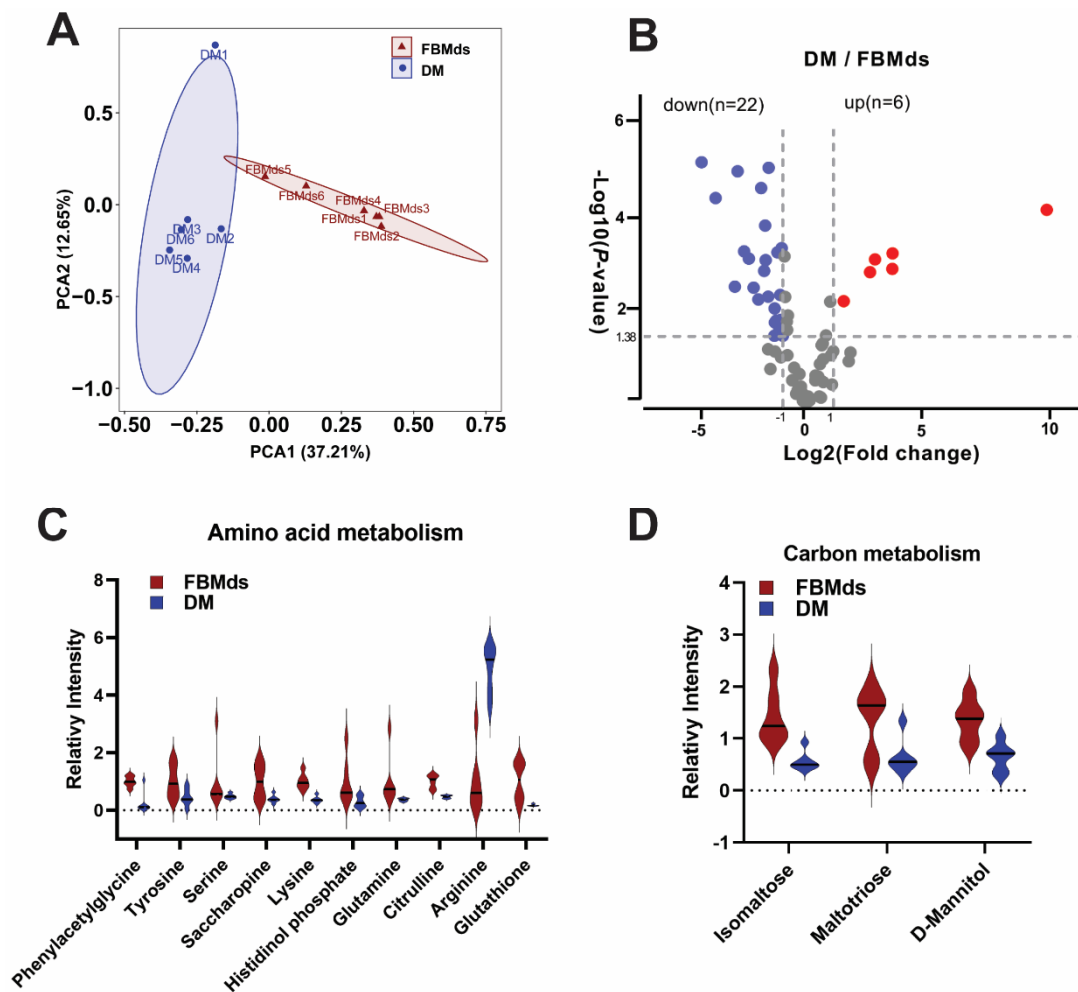 A
FBMds
DM
DM1
FBMds5
FBMds6
FBMds4
FBMds1
FBMds3
FBMds2
DM3
DM6
DM2
DM5
DM4
0.5
0.0
−0.5
−1.0
PCA2 (12.65%)
−0.50
−0.25
0.00
0.25
0.50
0.75
PCA1 (37.21%)
B
DM / FBMds
down(n=22)
up(n=6)
6
4
2
1.38
-Log10(P-value)
-5
-1
0
1
5
10
Log2(Fold change)
C
Amino acid metabolism
FBMds
DM
8
6
4
2
0
Relativy Intensity
Phenylacetylglycine
Tyrosine
Serine
Saccharopine
Lysine
Histidinol phosphate
Glutamine
Citrulline
Arginine
Glutathione
D
Carbon metabolism
FBMds
DM
4
3
2
1
0
-1
Relativy Intensity
Isomaltose
Maltotriose
D-Mannitol